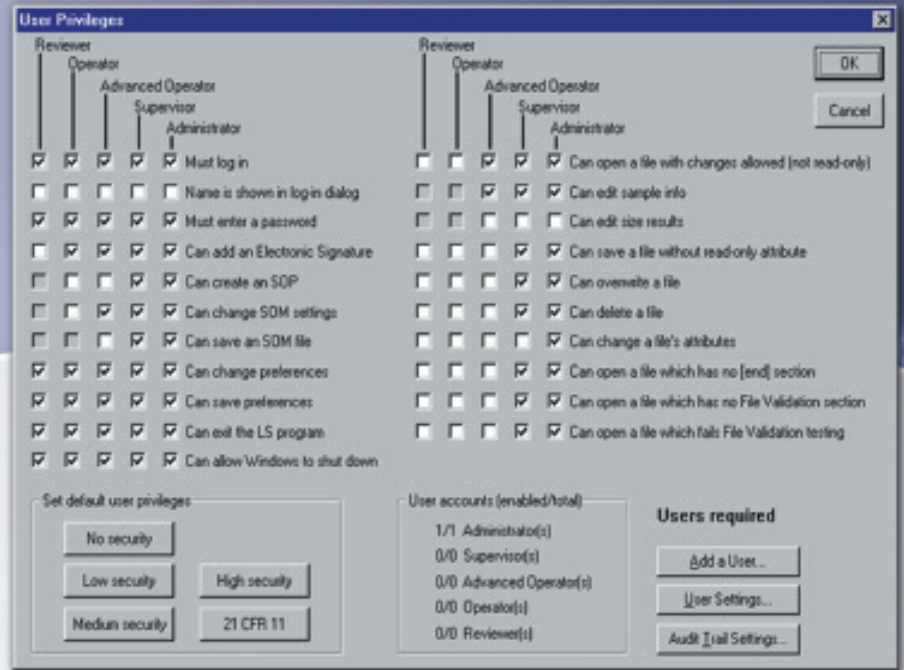 User Privileges
Reviewer
Operator
Advanced Operator
Supervisor
Administrator
Must log in
Name is shown in log-in dialog
Must enter a password
Can add an Electronic Signature
Can create an SOP
Can change SOM settings
Can save an SOM file
Can change preferences
Can save preferences
Can exit the LS program
Can allow Windows to shut down
Reviewer
Operator
Advanced Operator
Supervisor
Administrator
Can open a file with changes allowed (not read-only)
Can edit sample info
Can edit size results
Can save a file without read-only attribute
Can overwrite a file
Can delete a file
Can change a file's attributes
Can open a file which has no [end] section
Can open a file which has no File Validation section
Can open a file which fails File Validation testing
OK
Cancel
Set default user privileges
No security
Low security
High security
Medium security
21 CFR 11
User accounts (enabled/total)
1/1 Administrator(s)
0/0 Supervisor(s)
0/0 Advanced Operator(s)
0/0 Operator(s)
0/0 Reviewer(s)
Users required
Add a User...
User Settings...
Audit Trail Settings...